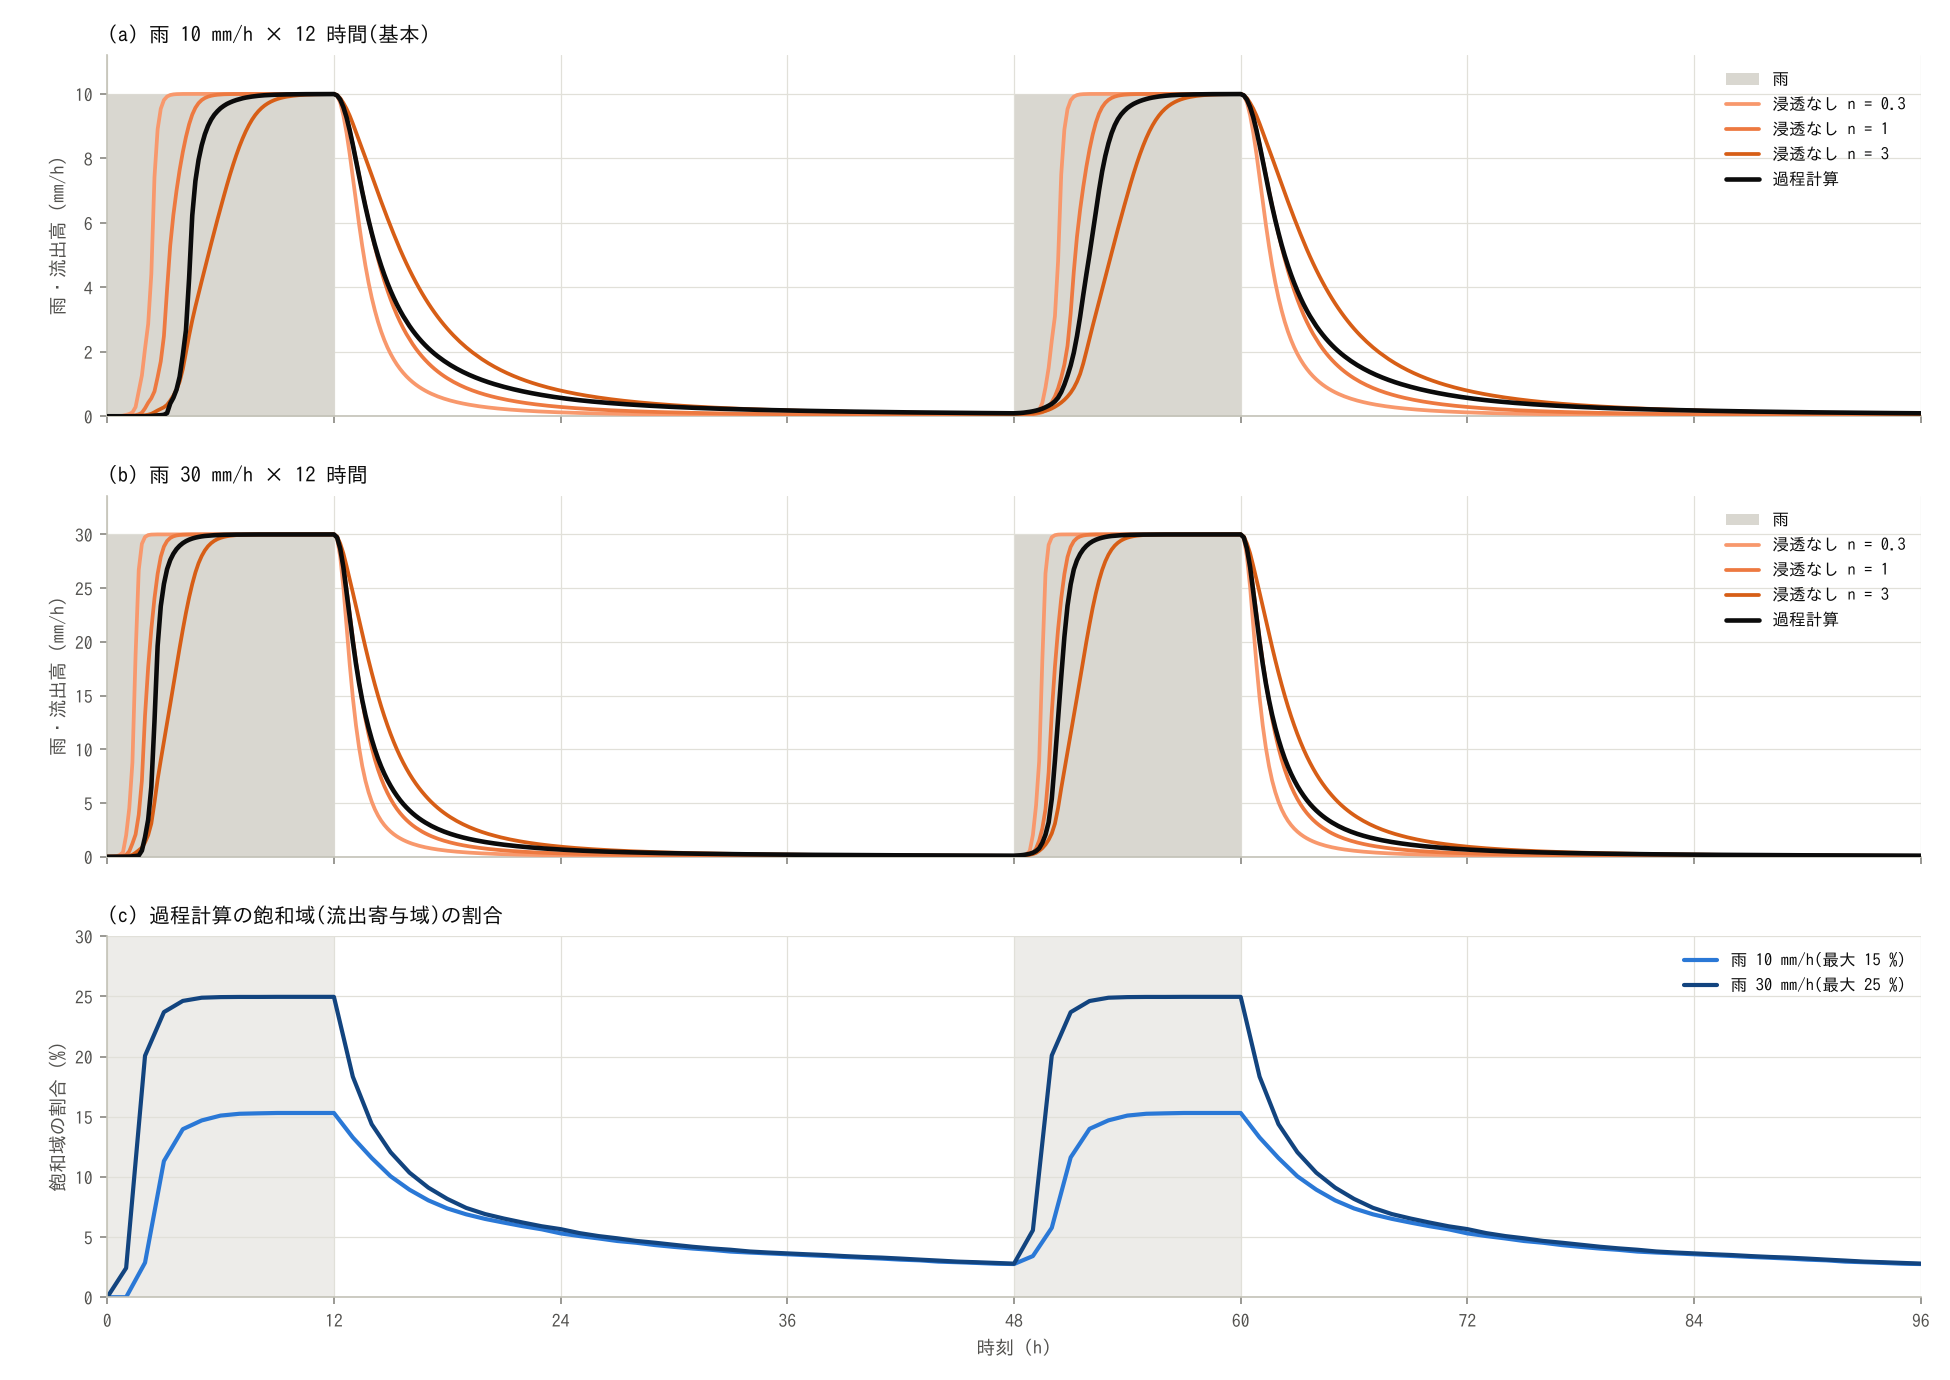 (a) 雨 10 mm/h × 12 時間(基本)
雨・流出高 (mm/h)
10
8
6
4
2
0
雨
浸透なし n = 0.3
浸透なし n = 1
浸透なし n = 3
過程計算
(b) 雨 30 mm/h × 12 時間
雨・流出高 (mm/h)
30
25
20
15
10
5
0
雨
浸透なし n = 0.3
浸透なし n = 1
浸透なし n = 3
過程計算
(c) 過程計算の飽和域(流出寄与域)の割合
飽和域の割合 (%)
30
25
20
15
10
5
0
雨 10 mm/h(最大 15 %)
雨 30 mm/h(最大 25 %)
0 12 24 36 48 60 72 84 96
時刻 (h)